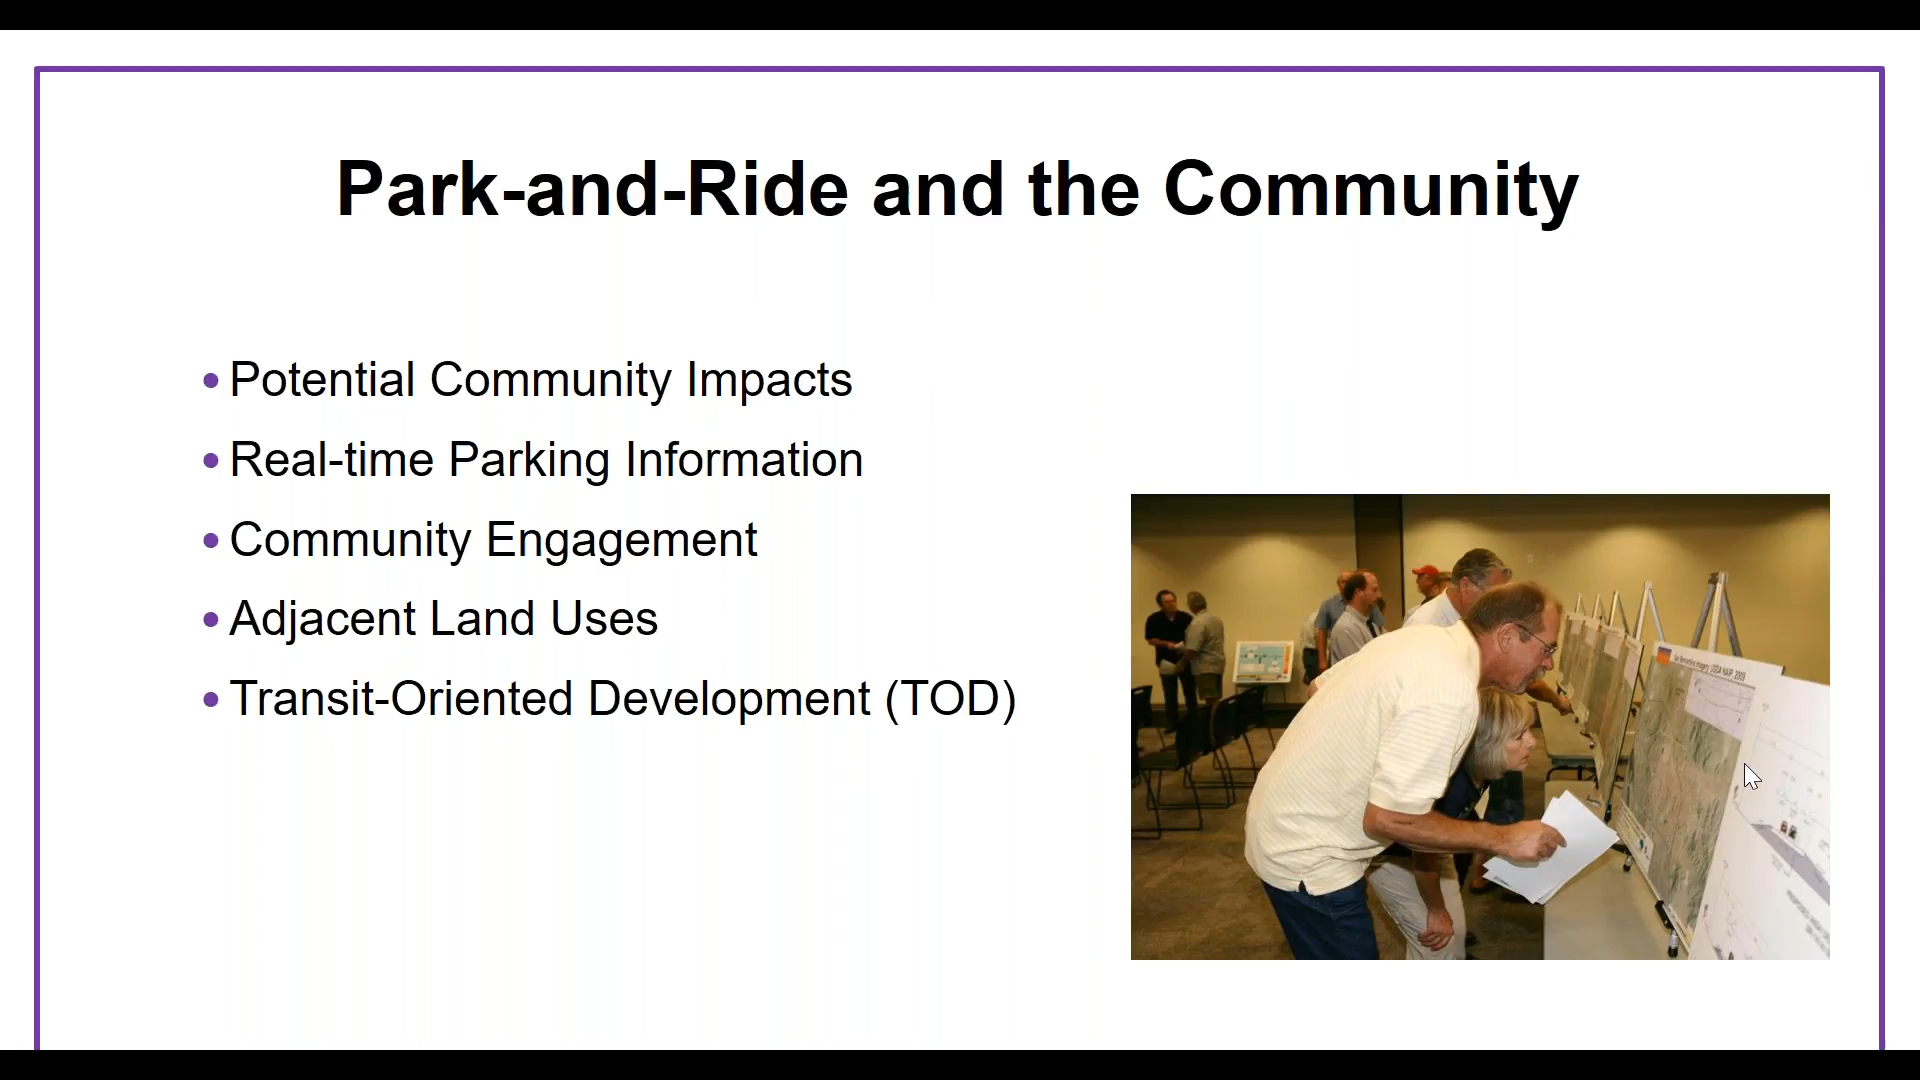 Park-and-Ride and the Community
• Potential Community Impacts
• Real-time Parking Information
• Community Engagement
• Adjacent Land Uses
• Transit-Oriented Development (TOD)